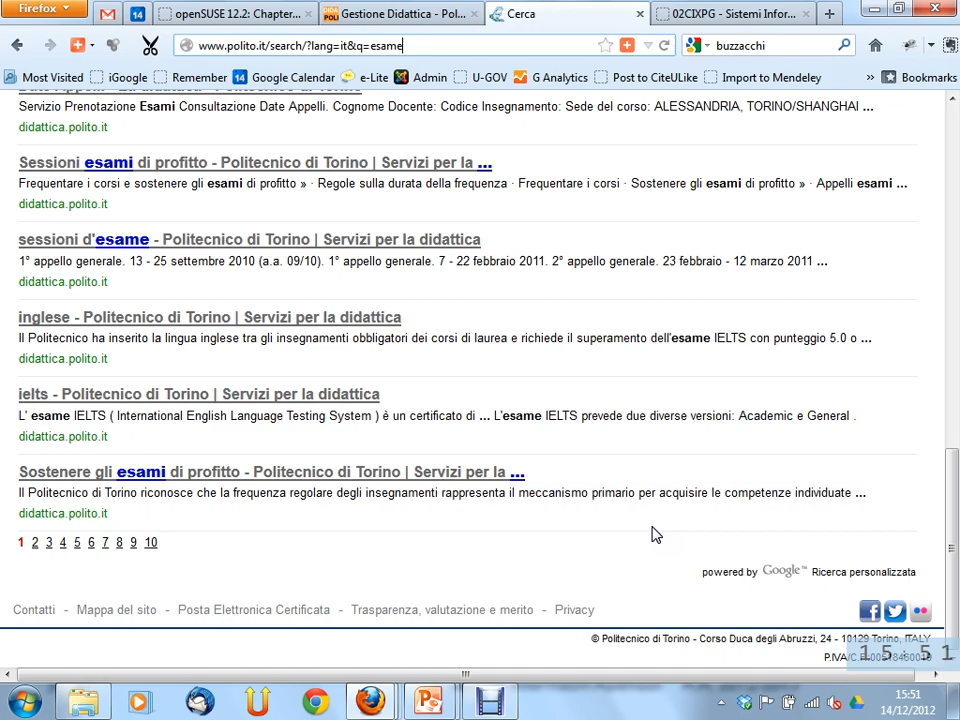 Firefox
openSUSE 12.2: Chapter...
Gestione Didattica - Pol...
Cerca
02CIXPG - Sistemi Infor...
www.polito.it/search/?lang=it&q=esame
buzzacchi
Most Visited
iGoogle
Remember
14
Google Calendar
e-Lite
Admin
U-GOV
G Analytics
Post to CiteULike
Import to Mendeley
»
Bookmarks
Servizio Prenotazione Esami Consultazione Date Appelli. Cognome Docente: Codice Insegnamento: Sede del corso: ALESSANDRIA, TORINO/SHANGHAI ...
didattica.polito.it
Sessioni esami di profitto - Politecnico di Torino | Servizi per la ...
Frequentare i corsi e sostenere gli esami di profitto » · Regole sulla durata della frequenza · Frequentare i corsi · Sostenere gli esami di profitto » · Appelli esami ...
didattica.polito.it
sessioni d'esame - Politecnico di Torino | Servizi per la didattica
1° appello generale. 13 - 25 settembre 2010 (a.a. 09/10). 1° appello generale. 7 - 22 febbraio 2011. 2° appello generale. 23 febbraio - 12 marzo 2011 ...
didattica.polito.it
inglese - Politecnico di Torino | Servizi per la didattica
Il Politecnico ha inserito la lingua inglese tra gli insegnamenti obbligatori dei corsi di laurea e richiede il superamento dell'esame IELTS con punteggio 5.0 o ...
didattica.polito.it
ielts - Politecnico di Torino | Servizi per la didattica
L' esame IELTS ( International English Language Testing System ) è un certificato di ... L'esame IELTS prevede due diverse versioni: Academic e General .
didattica.polito.it
Sostenere gli esami di profitto - Politecnico di Torino | Servizi per la ...
Il Politecnico di Torino riconosce che la frequenza regolare degli insegnamenti rappresenta il meccanismo primario per acquisire le competenze individuate ...
didattica.polito.it
1 2 3 4 5 6 7 8 9 10
powered by Google™ Ricerca personalizzata
Contatti - Mappa del sito - Posta Elettronica Certificata - Trasparenza, valutazione e merito - Privacy
© Politecnico di Torino - Corso Duca degli Abruzzi, 24 - 10129 Torino, ITALY
15:51
15:51
14/12/2012